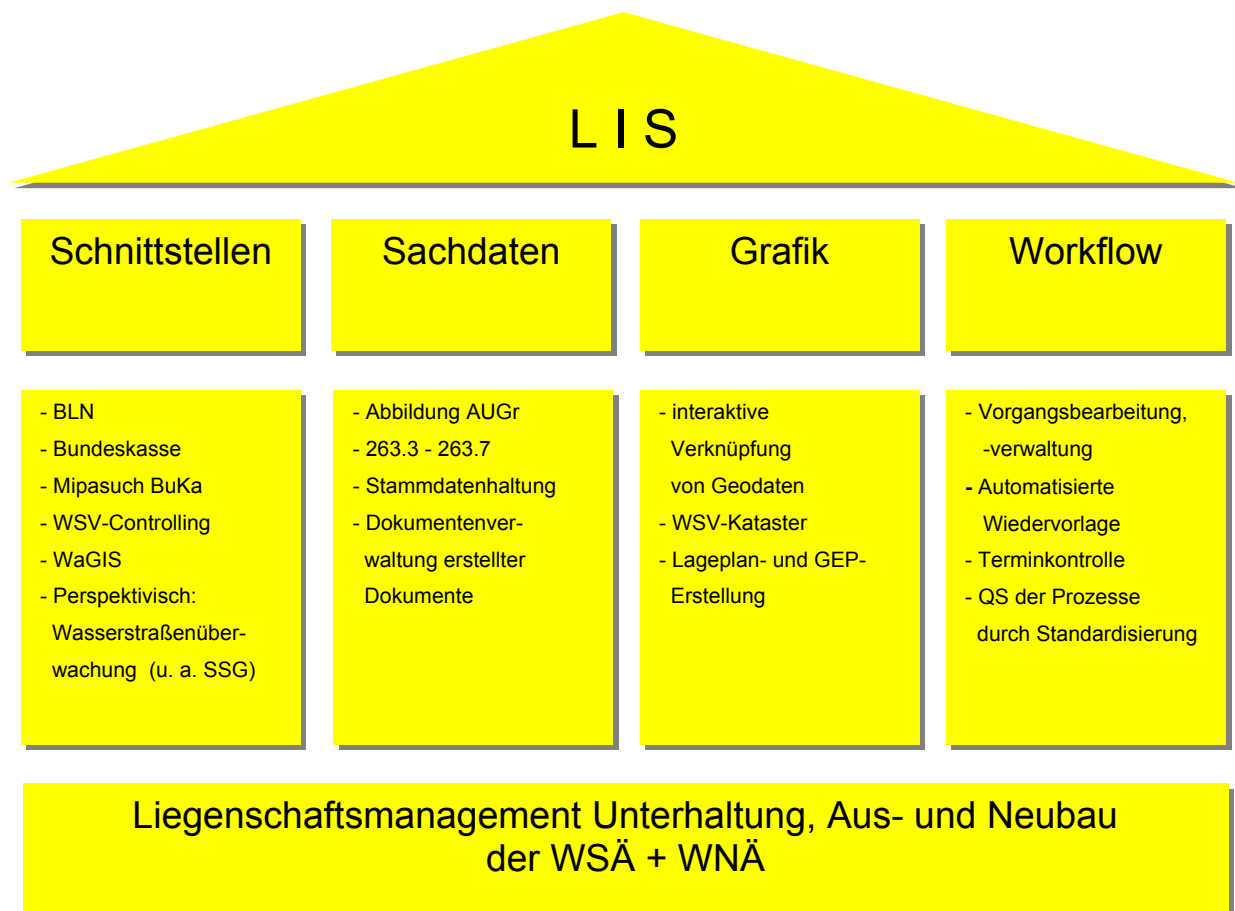 L I S
Schnittstellen
Sachdaten
Grafik
Workflow
- BLN
- Bundeskasse
- Mipasuch BuKa
- WSV-Controlling
- WaGIS
- Perspektivisch:
Wasserstraßenüber-
wachung (u. a. SSG)
- Abbildung AUGr
- 263.3 - 263.7
- Stammdatenhaltung
- Dokumentenver-
waltung erstellter
Dokumente
- interaktive
Verknüpfung
von Geodaten
- WSV-Kataster
- Lageplan- und GEP-
Erstellung
- Vorgangsbearbeitung,
-verwaltung
- Automatisierte
Wiedervorlage
- Terminkontrolle
- QS der Prozesse
durch Standardisierung
Liegenschaftsmanagement Unterhaltung, Aus- und Neubau
der WSÄ + WNÄ